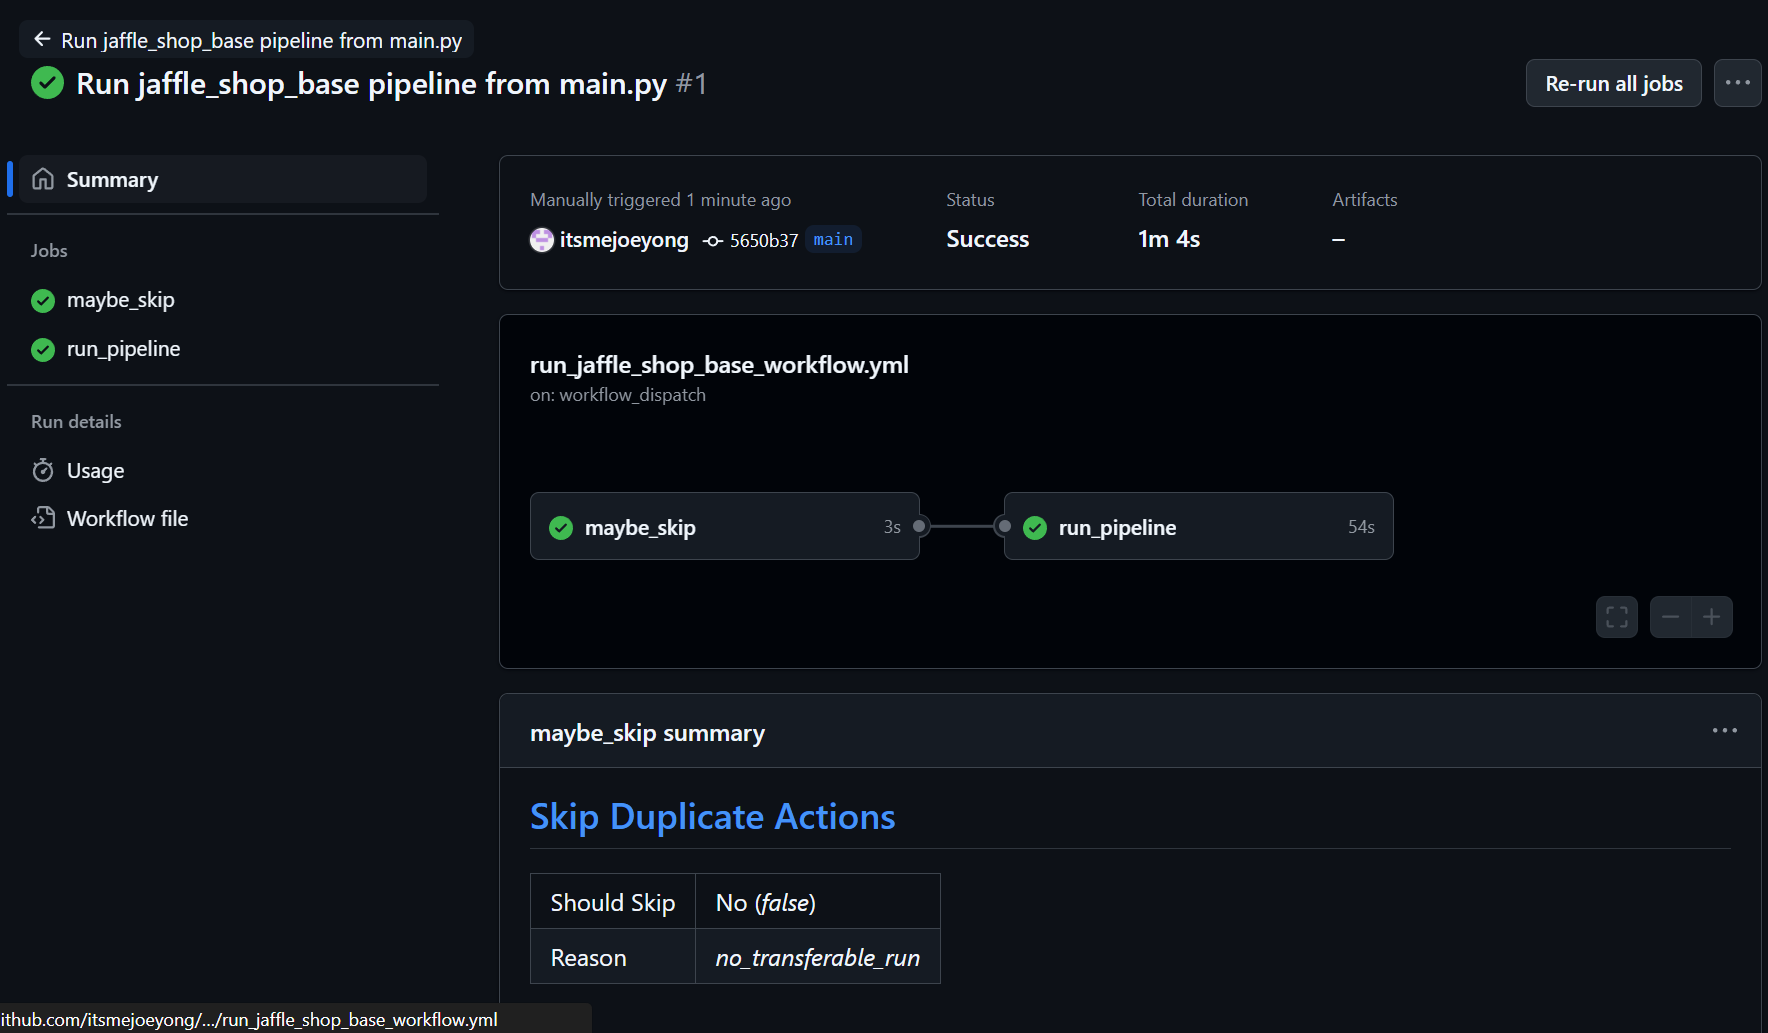 Run jaffle_shop_base pipeline from main.py
Run jaffle_shop_base pipeline from main.py #1
Re-run all jobs
Summary
Jobs
maybe_skip
run_pipeline
Run details
Usage
Workflow file
Manually triggered 1 minute ago
itsmejoeyong 5650b37 main
Status
Success
Total duration
1m 4s
Artifacts
–
run_jaffle_shop_base_workflow.yml
on: workflow_dispatch
maybe_skip 3s
run_pipeline 54s
maybe_skip summary
Skip Duplicate Actions
Should Skip No (false)
Reason no_transferable_run
ithub.com/itsmejoeyong/.../run_jaffle_shop_base_workflow.yml